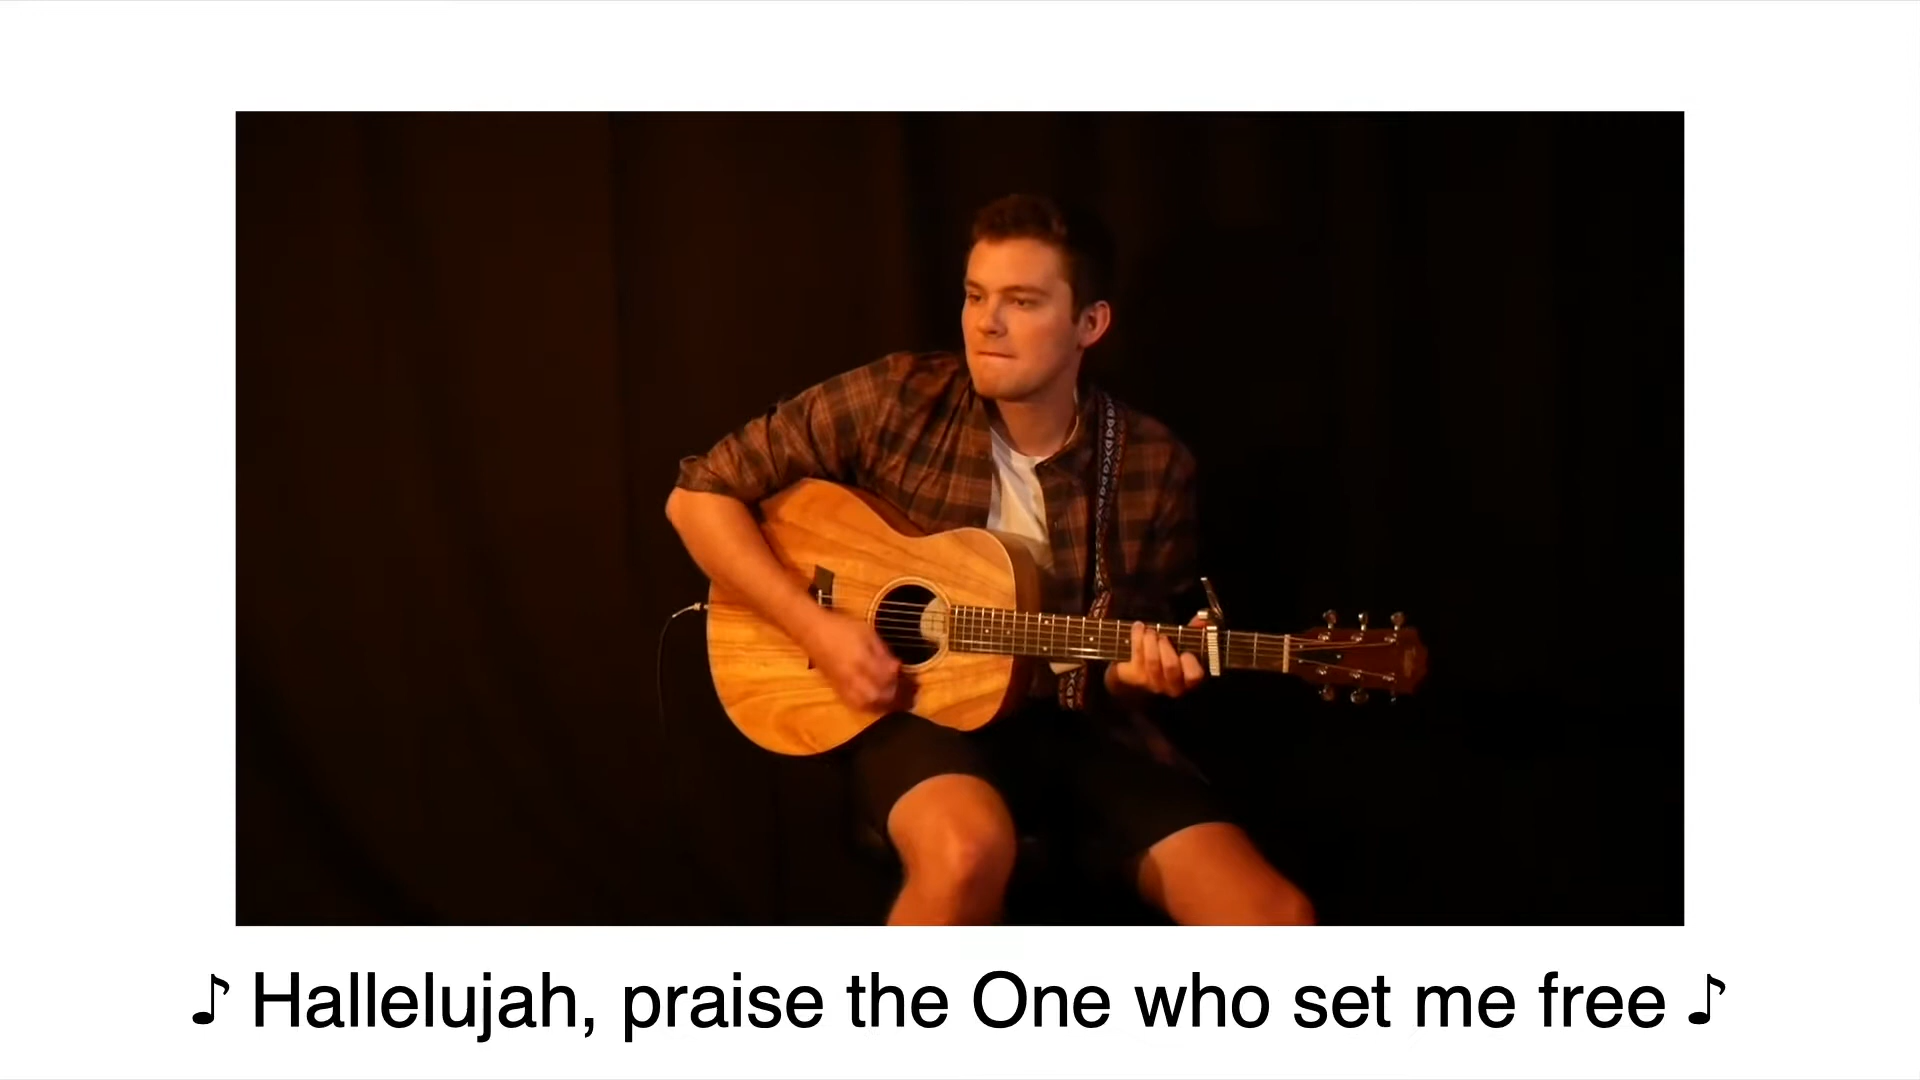 ♪ Hallelujah, praise the One who set me free ♪